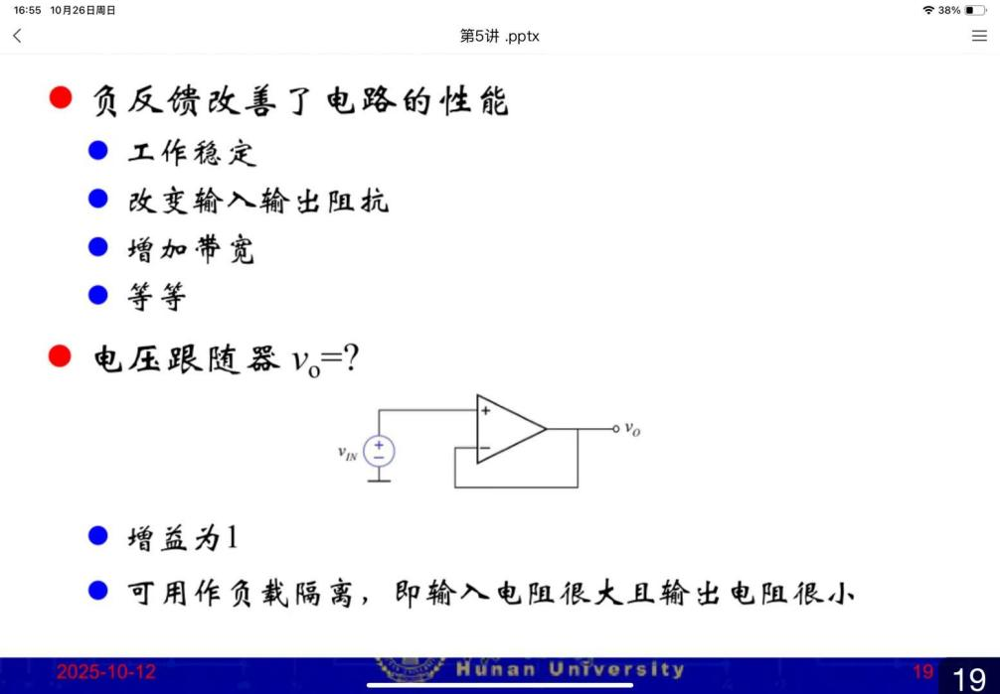 16:55 10月26日周日 38%
第5讲 .pptx
负反馈改善了电路的性能
工作稳定
改变输入输出阻抗
增加带宽
等等
电压跟随器 vo=?
+
vO
vIN
+
−
−
增益为1
可用作负载隔离，即输入电阻很大且输出电阻很小
2025-10-12 Hunan University 19
19